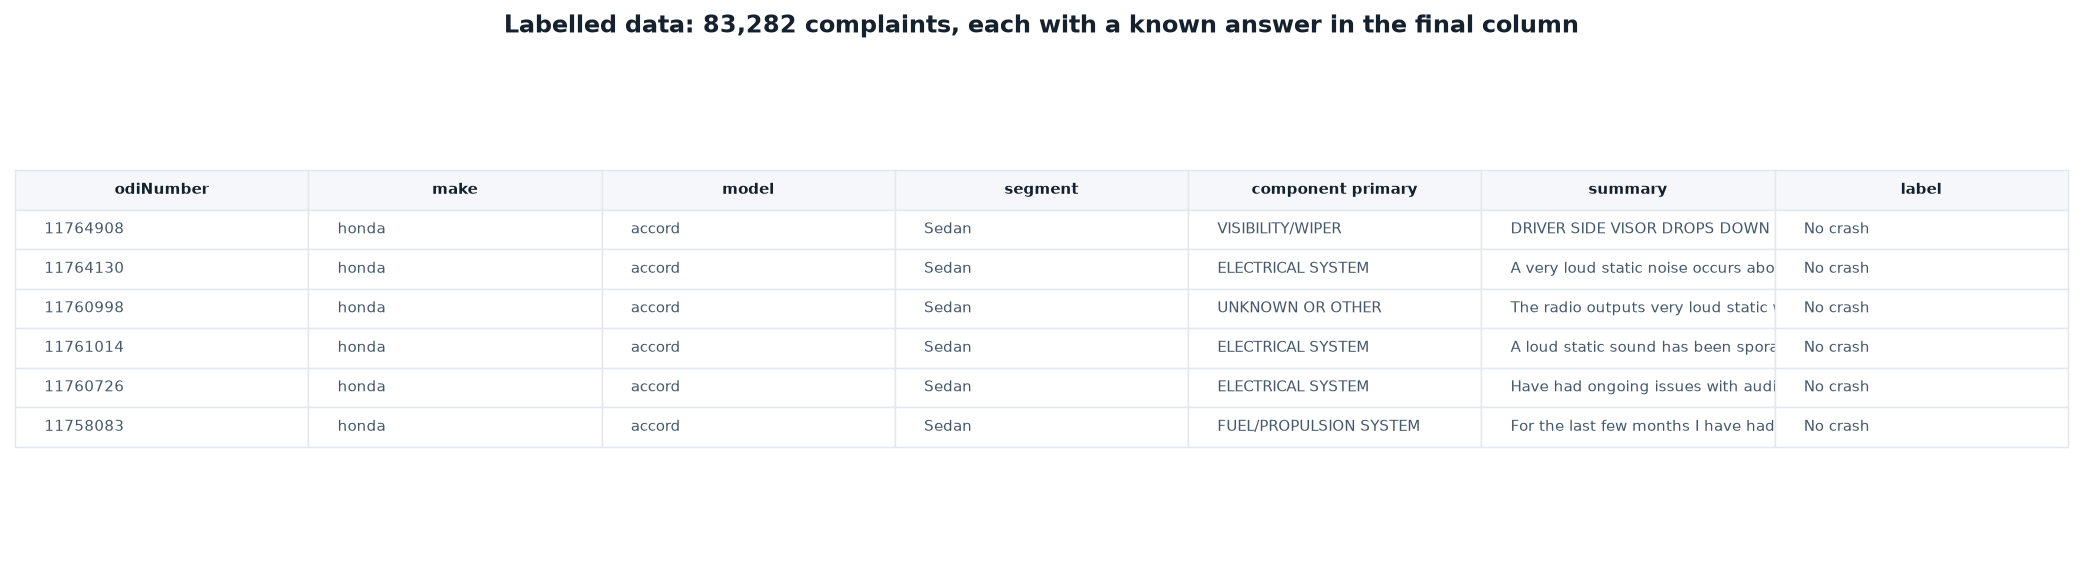 Labelled data: 83,282 complaints, each with a known answer in the final column
odiNumber make model segment component primary summary label
11764908 honda accord Sedan VISIBILITY/WIPER DRIVER SIDE VISOR DROPS DOWN No crash
11764130 honda accord Sedan ELECTRICAL SYSTEM A very loud static noise occurs abo No crash
11760998 honda accord Sedan UNKNOWN OR OTHER The radio outputs very loud static No crash
11761014 honda accord Sedan ELECTRICAL SYSTEM A loud static sound has been spora No crash
11760726 honda accord Sedan ELECTRICAL SYSTEM Have had ongoing issues with audi No crash
11758083 honda accord Sedan FUEL/PROPULSION SYSTEM For the last few months I have had No crash